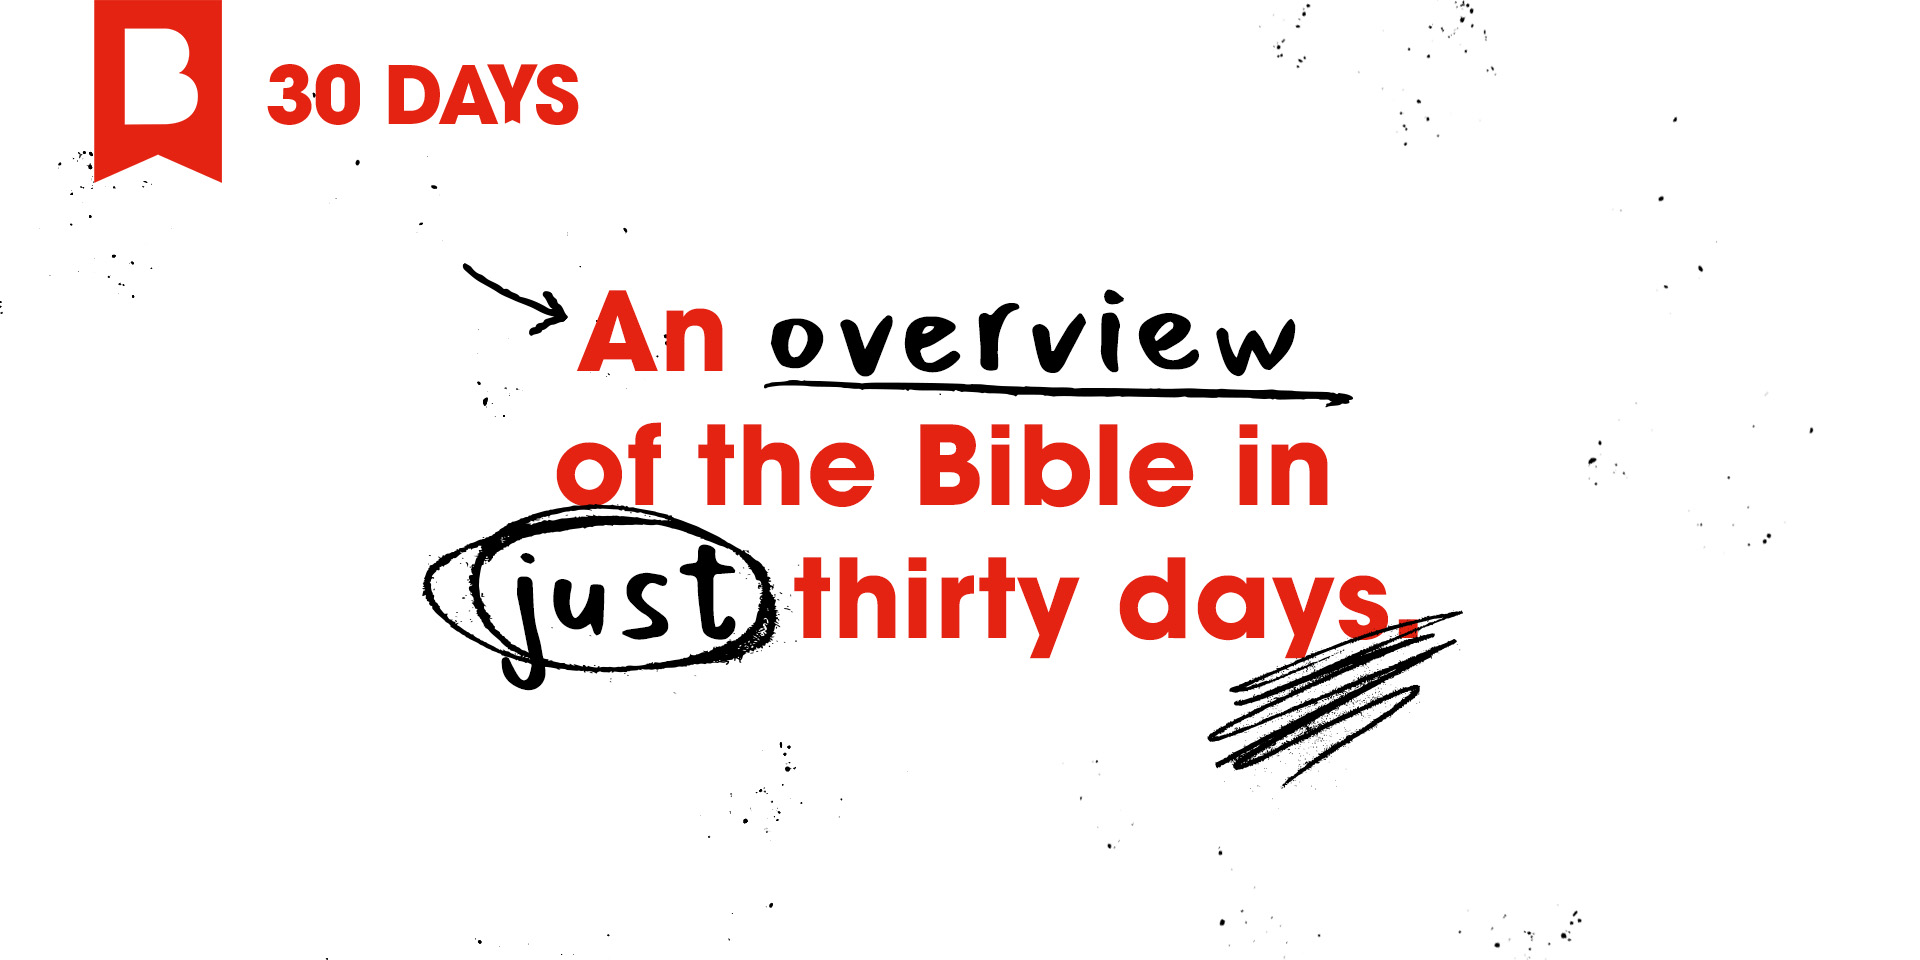 B
30 DAYS
An overview
of the Bible in
just thirty days.